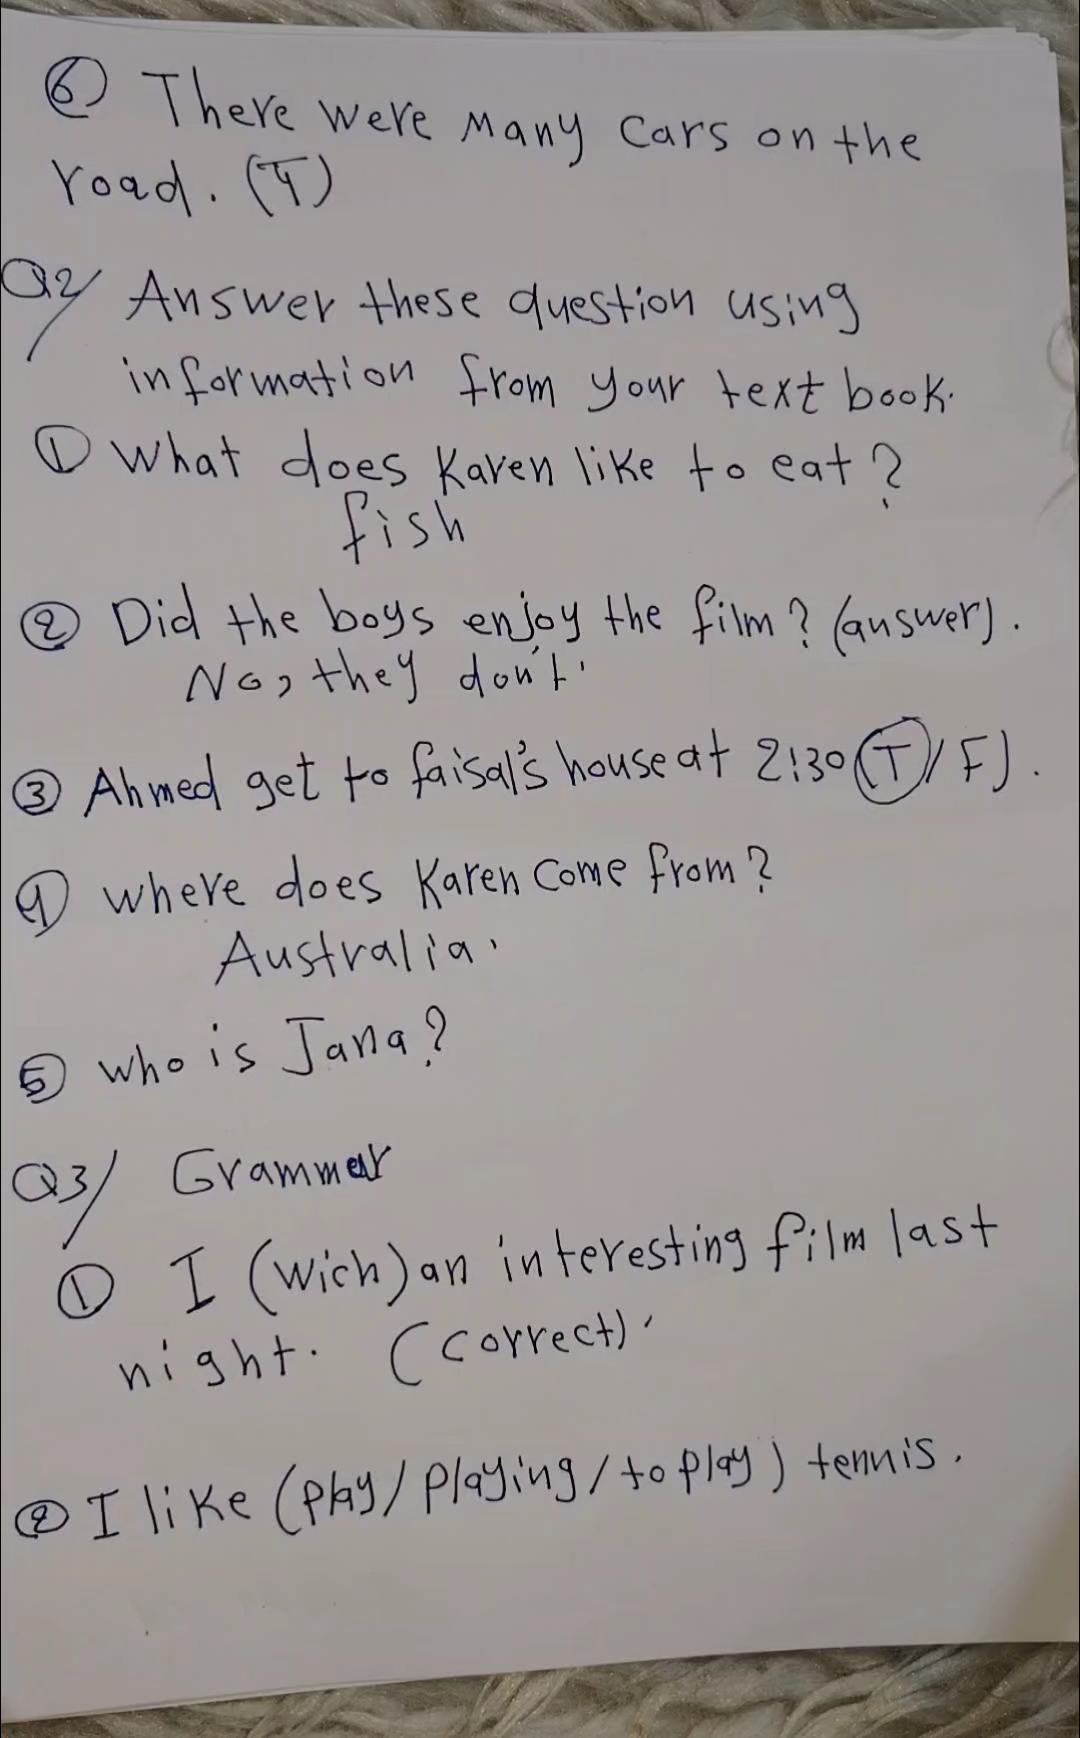 ⑥ There were Many cars on the
road. (T)
Q2/ Answer these question using
information from your text book.
① What does Karen like to eat?
fish
② Did the boys enjoy the film? (answer).
No, they don't.
③ Ahmed get to faisal's house at 2:30 (T/F).
④ where does Karen come from?
Australia.
⑤ who is Jana?
Q3/ Grammar
① I (wich) an interesting film last
night. (correct).
② I like (play/playing/to play) tennis.